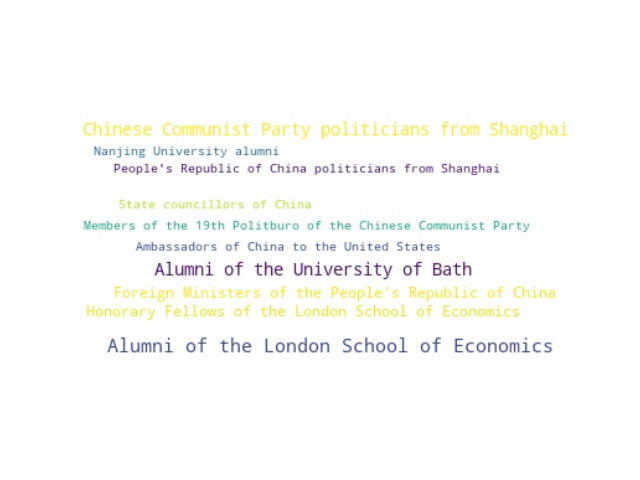 Chinese Communist Party politicians from Shanghai
Nanjing University alumni
People's Republic of China politicians from Shanghai
State councillors of China
Members of the 19th Politburo of the Chinese Communist Party
Ambassadors of China to the United States
Alumni of the University of Bath
Foreign Ministers of the People's Republic of China
Honorary Fellows of the London School of Economics
Alumni of the London School of Economics